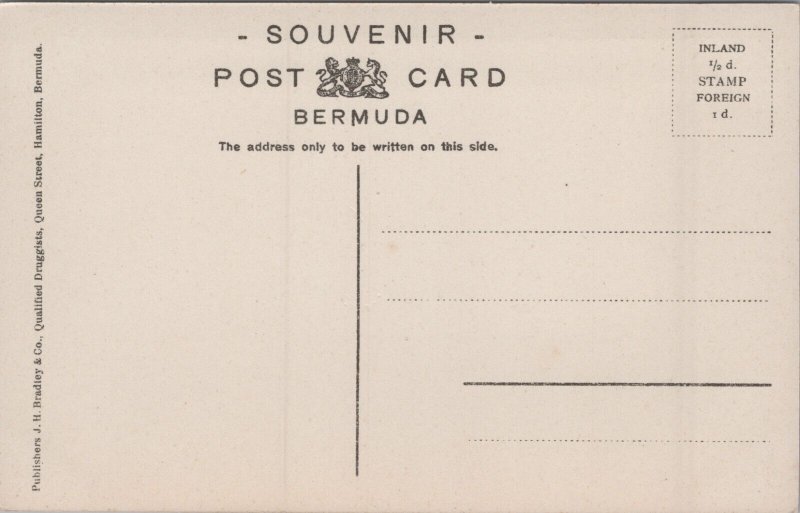 - SOUVENIR -
POST CARD
BERMUDA
The address only to be written on this side.
INLAND
1/2 d.
STAMP
FOREIGN
1 d.
Publishers J. H. Bradley & Co., Qualified Druggists, Queen Street, Hamilton, Bermuda.